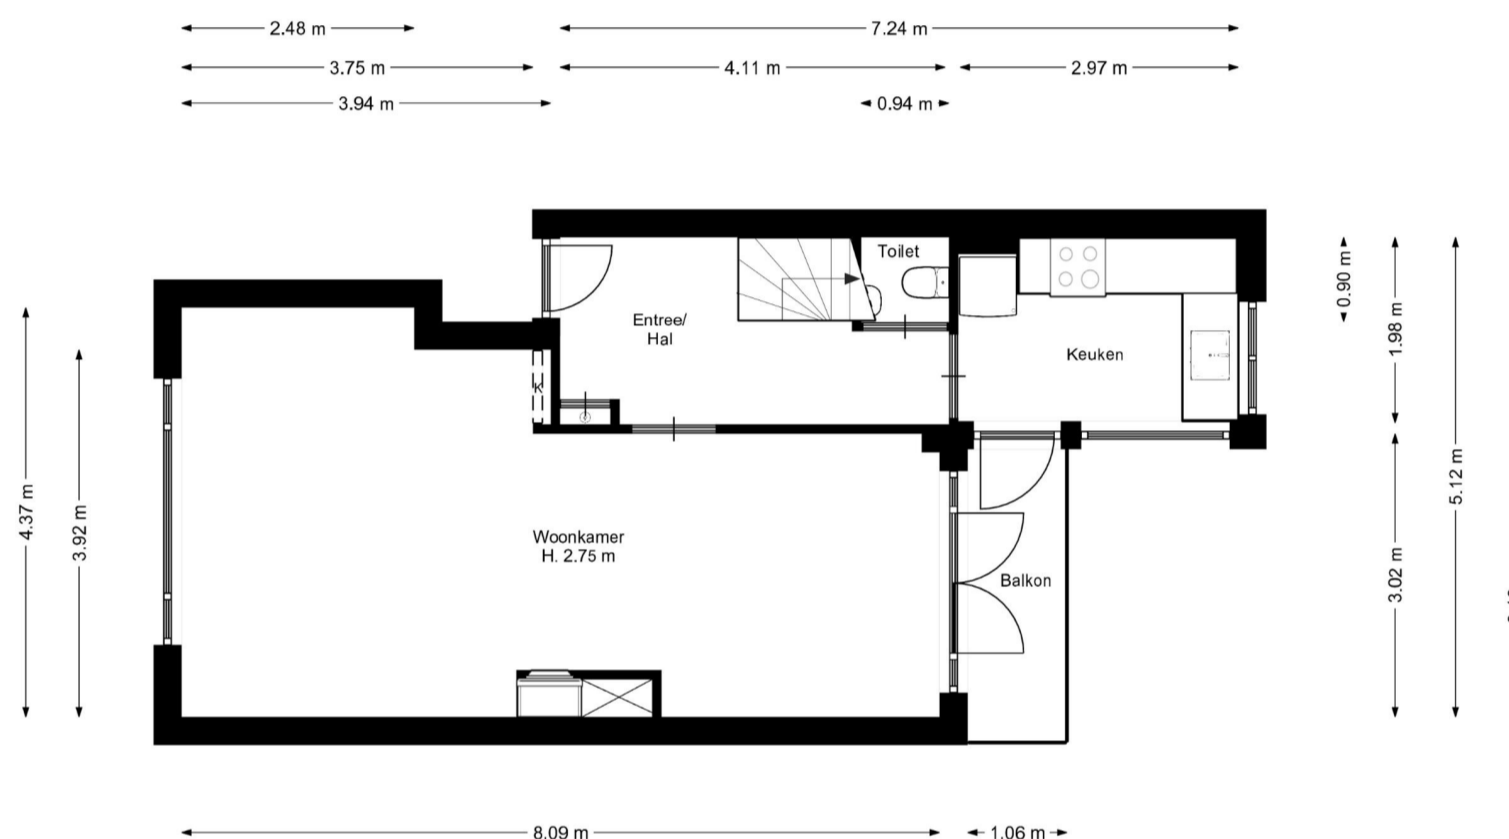 2.48 m
7.24 m
3.75 m
4.11 m
2.97 m
3.94 m
0.94 m
Toilet
Entree/
Hal
Keuken
K
0.90 m
1.98 m
5.12 m
4.37 m
3.92 m
Woonkamer
H. 2.75 m
Balkon
3.02 m
8.09 m
1.06 m